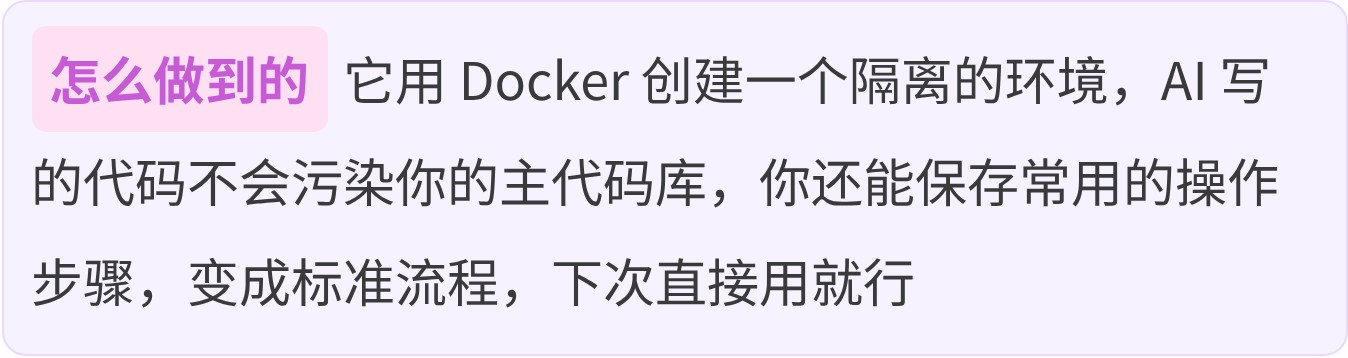 怎么做到的 它用 Docker 创建一个隔离的环境，AI 写
的代码不会污染你的主代码库，你还能保存常用的操作
步骤，变成标准流程，下次直接用就行